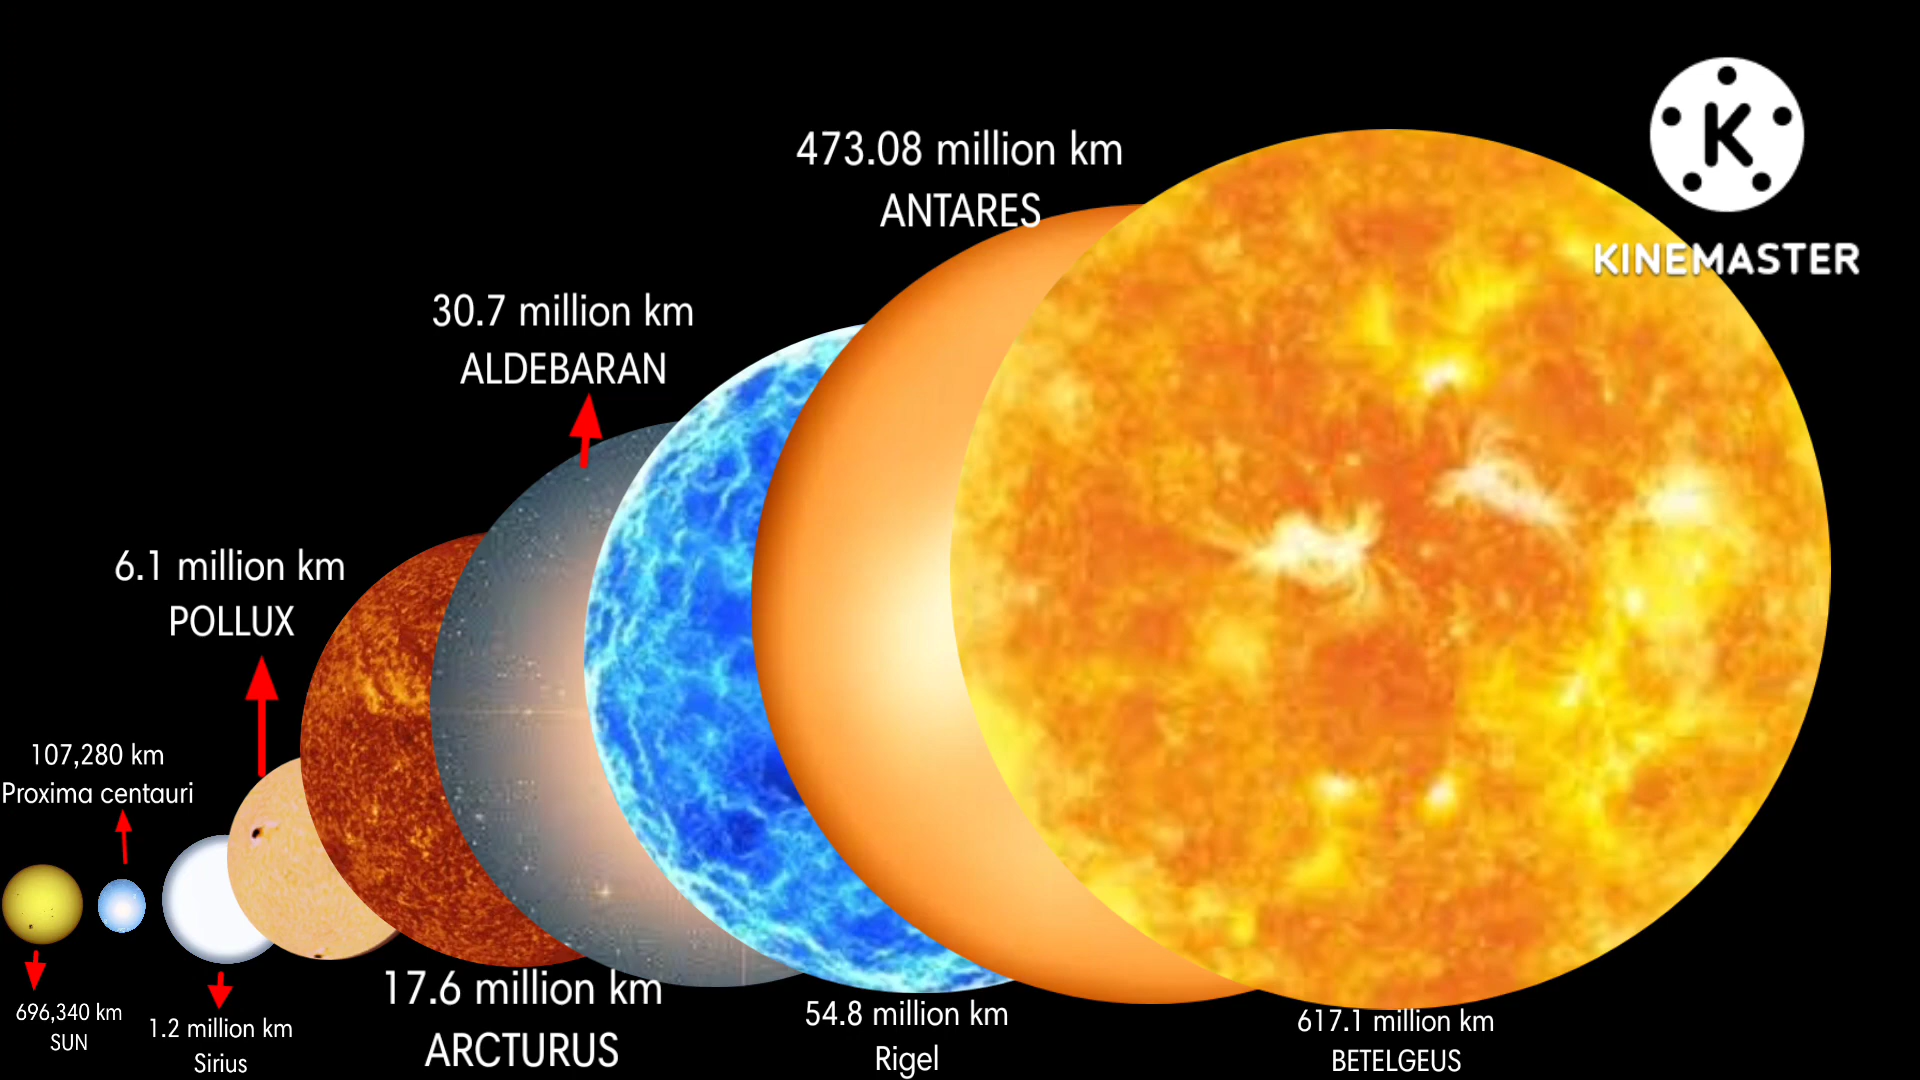 473.08 million km
ANTARES
K
KINEMASTER
30.7 million km
ALDEBARAN
6.1 million km
POLLUX
107,280 km
Proxima centauri
696,340 km
SUN
1.2 million km
Sirius
17.6 million km
ARCTURUS
54.8 million km
Rigel
617.1 million km
BETELGEUS